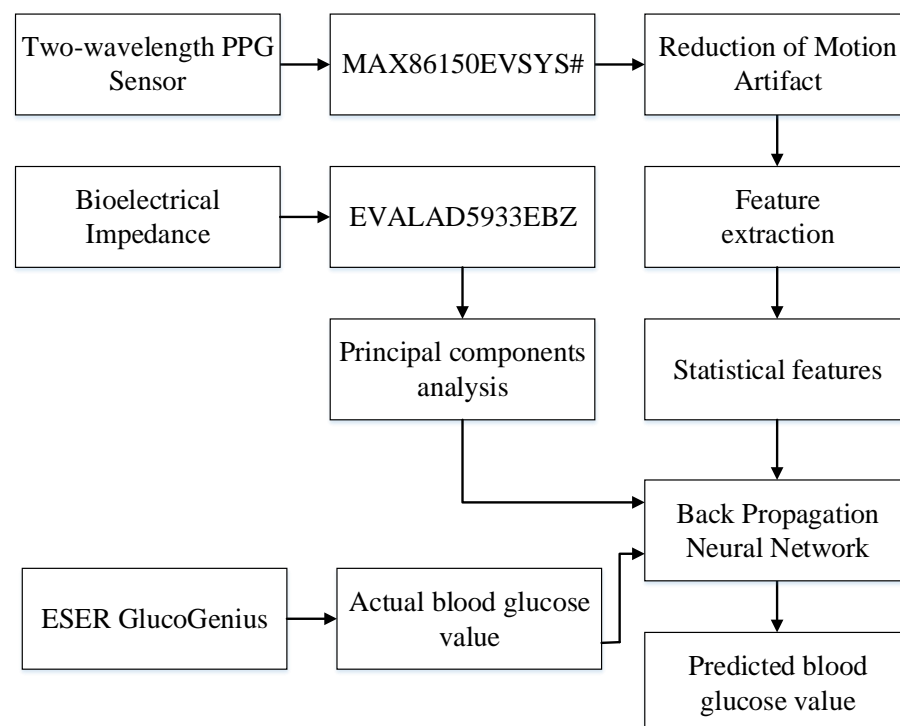 Two-wavelength PPG
Sensor
MAX86150EVSYS#
Reduction of Motion
Artifact
Bioelectrical
Impedance
EVALAD5933EBZ
Feature
extraction
Principal components
analysis
Statistical features
Back Propagation
Neural Network
ESER GlucoGenius
Actual blood glucose
value
Predicted blood
glucose value